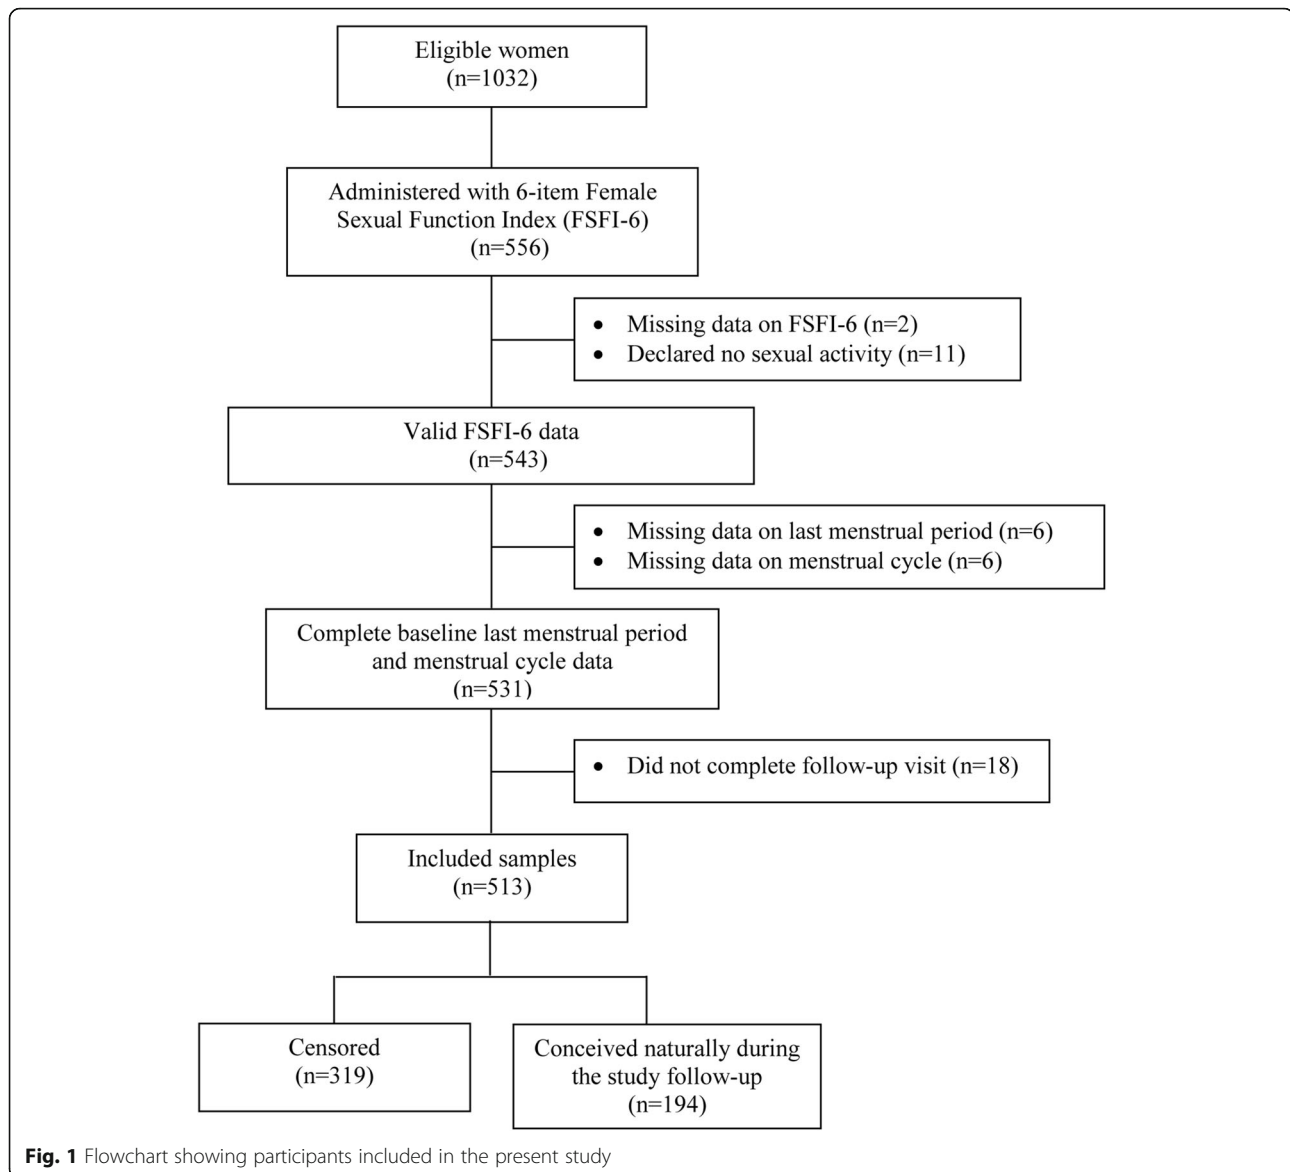 Eligible women
(n=1032)
Administered with 6-item Female
Sexual Function Index (FSFI-6)
(n=556)
• Missing data on FSFI-6 (n=2)
• Declared no sexual activity (n=11)
Valid FSFI-6 data
(n=543)
• Missing data on last menstrual period (n=6)
• Missing data on menstrual cycle (n=6)
Complete baseline last menstrual period
and menstrual cycle data
(n=531)
• Did not complete follow-up visit (n=18)
Included samples
(n=513)
Censored
(n=319)
Conceived naturally during
the study follow-up
(n=194)
Fig. 1 Flowchart showing participants included in the present study